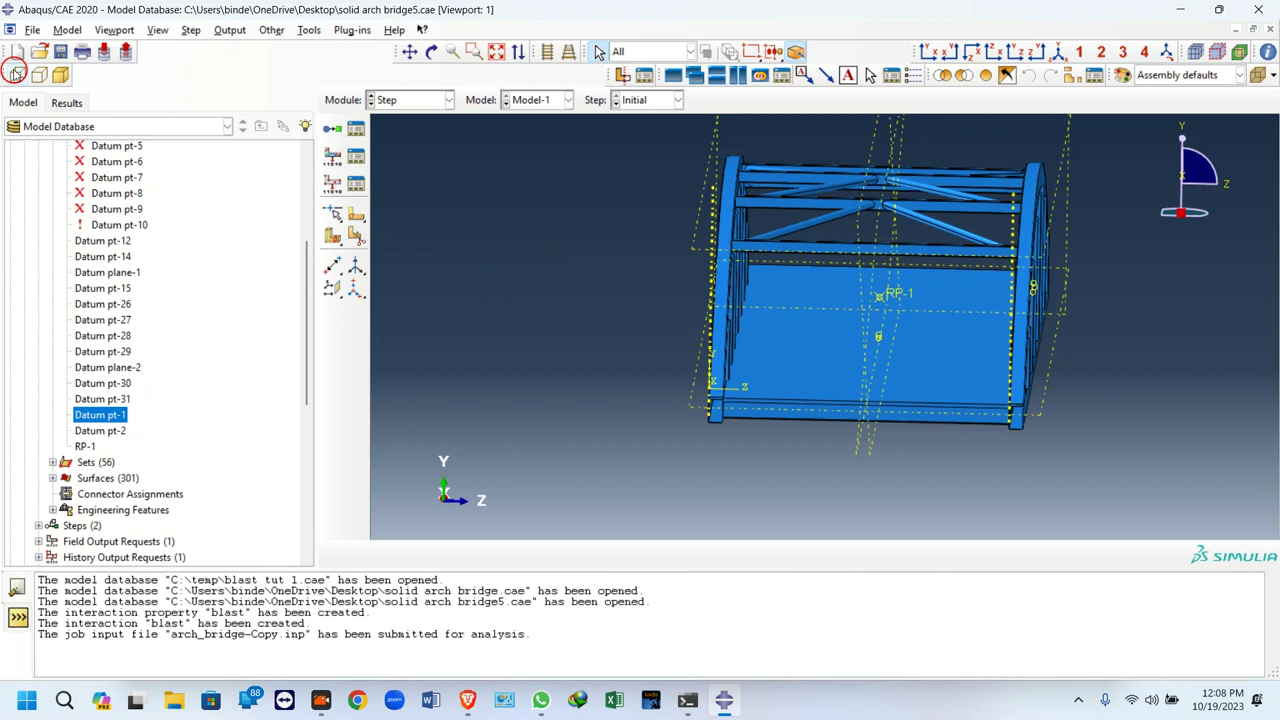 Abaqus/CAE 2020 - Model Database: C:\Users\binde\OneDrive\Desktop\solid arch bridge5.cae [Viewport: 1]
File Model Viewport View Step Output Other Tools Plug-ins Help
All
1 2 3 4
Assembly defaults
Model Results
Module: Step Model: Model-1 Step: Initial
Model Database
Datum pt-5
Datum pt-6
Datum pt-7
Datum pt-8
Datum pt-9
Datum pt-10
Datum pt-12
Datum pt-14
Datum plane-1
Datum pt-15
Datum pt-26
Datum pt-27
Datum pt-28
Datum pt-29
Datum plane-2
Datum pt-30
Datum pt-31
Datum pt-1
Datum pt-2
RP-1
Sets (56)
Surfaces (301)
Connector Assignments
Engineering Features
Steps (2)
Field Output Requests (1)
History Output Requests (1)
RP-1
Y
X
Z
Y
X
Z
Y
Z
SIMULIA
The model database "C:\temp\blast tut 1.cae" has been opened.
The model database "C:\Users\binde\OneDrive\Desktop\solid arch bridge.cae" has been opened.
The model database "C:\Users\binde\OneDrive\Desktop\solid arch bridge5.cae" has been opened.
The interaction property "blast" has been created.
The interaction "blast" has been created.
The job input file "arch_bridge-Copy.inp" has been submitted for analysis.
88
zoom
12:08 PM
10/19/2023